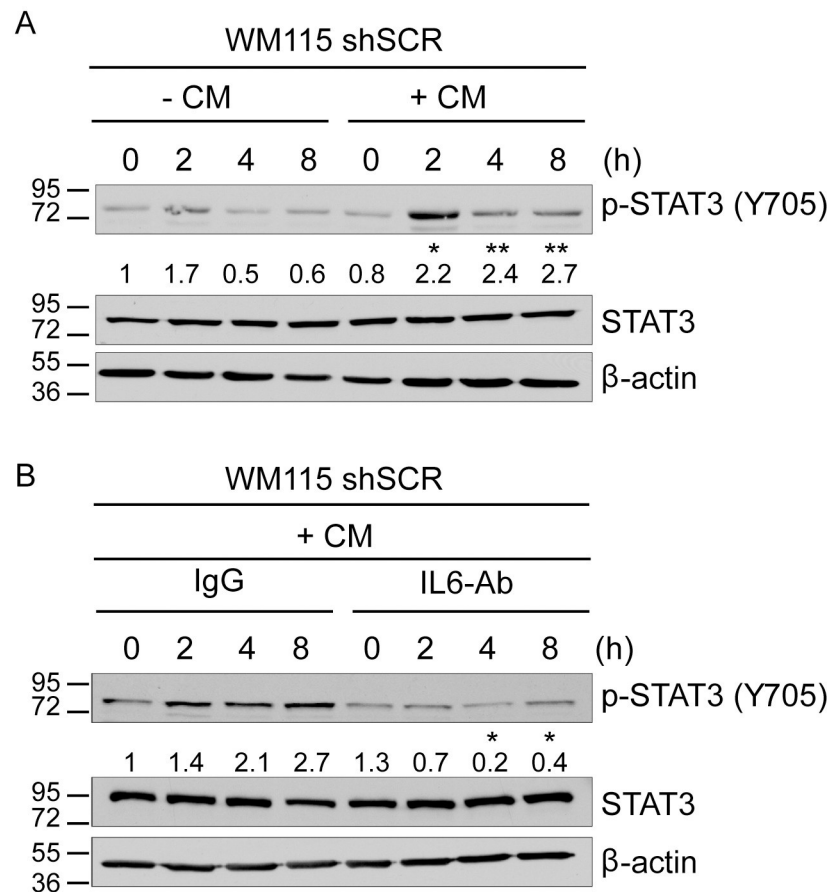 A
WM115 shSCR
- CM + CM
0 2 4 8 0 2 4 8 (h)
95
72
p-STAT3 (Y705)
* ** **
1 1.7 0.5 0.6 0.8 2.2 2.4 2.7
95
72
STAT3
55
36
β-actin
B
WM115 shSCR
+ CM
IgG IL6-Ab
0 2 4 8 0 2 4 8 (h)
95
72
p-STAT3 (Y705)
* *
1 1.4 2.1 2.7 1.3 0.7 0.2 0.4
95
72
STAT3
55
36
β-actin